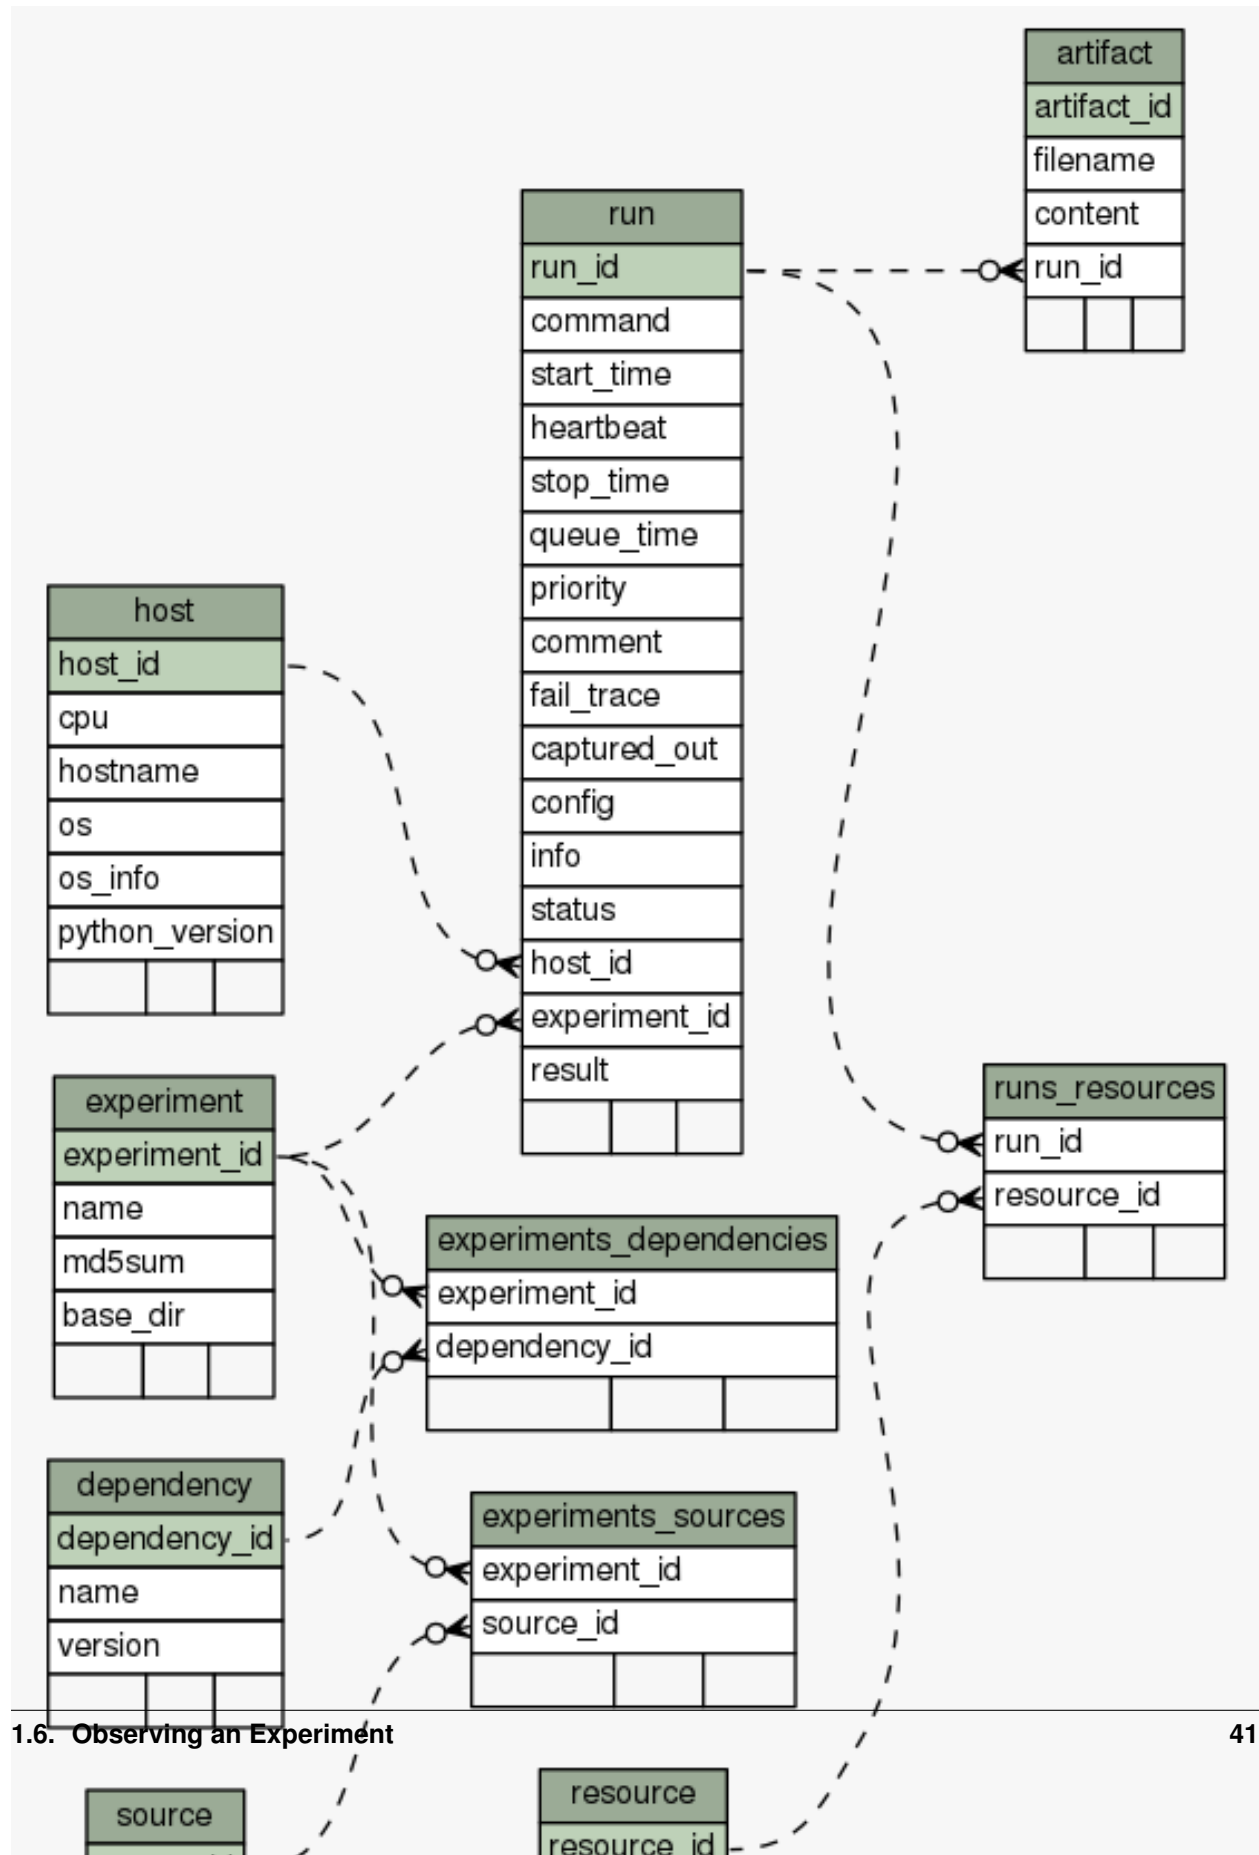 artifact
artifact_id
filename
content
run_id
run
run_id
command
start_time
heartbeat
stop_time
queue_time
priority
comment
fail_trace
captured_out
config
info
status
host_id
experiment_id
result
host
host_id
cpu
hostname
os
os_info
python_version
experiment
experiment_id
name
md5sum
base_dir
runs_resources
run_id
resource_id
experiments_dependencies
experiment_id
dependency_id
dependency
dependency_id
name
version
experiments_sources
experiment_id
source_id
1.6. Observing an Experiment 41
source
resource
resource_id